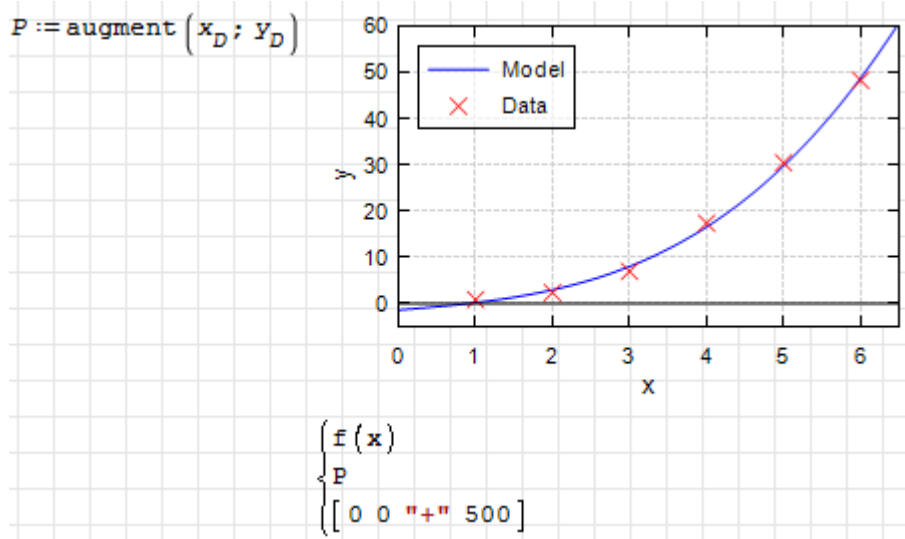 P := augment ( x_D ; y_D )
60
50
40
30
20
10
0
y
Model
Data
0 1 2 3 4 5 6
x
f(x)
P
[ 0 0 "+" 500 ]